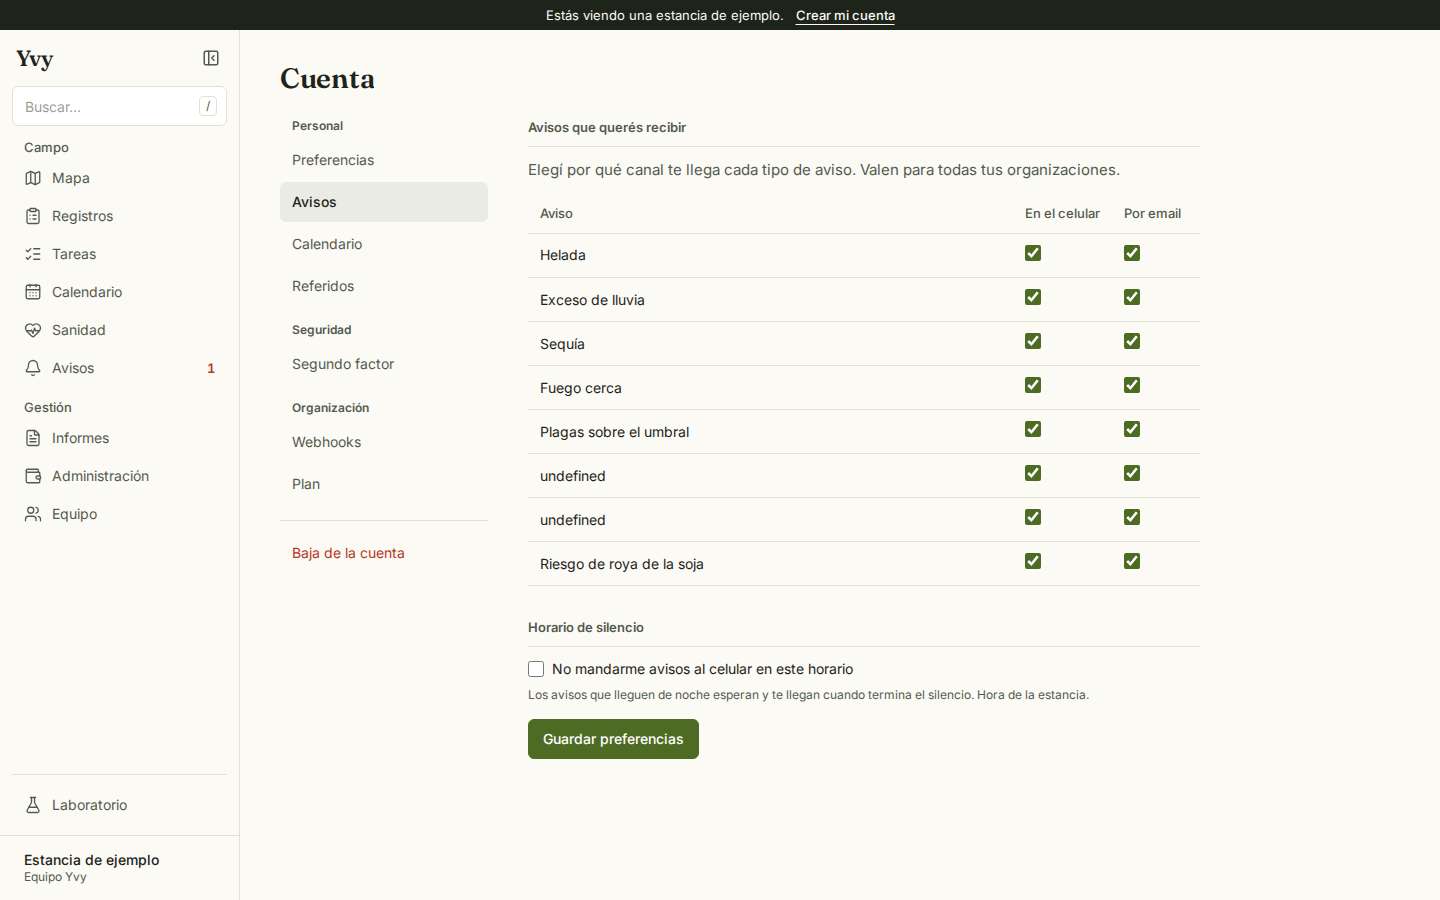 Estás viendo una estancia de ejemplo. Crear mi cuenta
Yvy
Buscar... /
Campo
Mapa
Registros
Tareas
Calendario
Sanidad
Avisos 1
Gestión
Informes
Administración
Equipo
Laboratorio
Estancia de ejemplo
Equipo Yvy
Cuenta
Personal
Preferencias
Avisos
Calendario
Referidos
Seguridad
Segundo factor
Organización
Webhooks
Plan
Baja de la cuenta
Avisos que querés recibir
Elegí por qué canal te llega cada tipo de aviso. Valen para todas tus organizaciones.
Aviso En el celular Por email
Helada
Exceso de lluvia
Sequía
Fuego cerca
Plagas sobre el umbral
undefined
undefined
Riesgo de roya de la soja
Horario de silencio
No mandarme avisos al celular en este horario
Los avisos que lleguen de noche esperan y te llegan cuando termina el silencio. Hora de la estancia.
Guardar preferencias